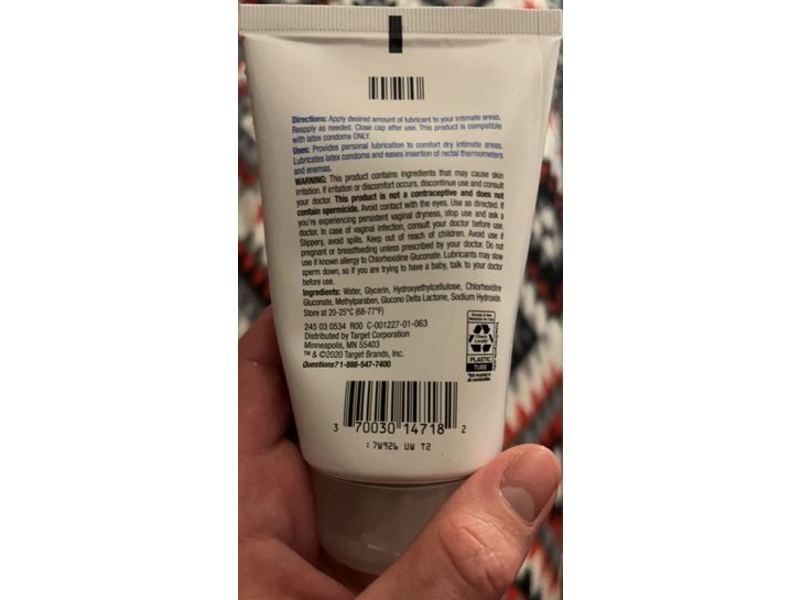 Directions: Apply desired amount of lubricant to your intimate areas.
Reapply as needed. Close cap after use. This product is compatible
with latex condoms ONLY.
Uses: Provides personal lubrication to comfort dry intimate areas.
Lubricates latex condoms and eases insertion of rectal thermometers
and enemas.
WARNING: This product contains ingredients that may cause skin
irritation. If irritation or discomfort occurs, discontinue use and consult
your doctor. This product is not a contraceptive and does not
contain spermicide. Avoid contact with the eyes. Use as directed. If
you're experiencing persistent vaginal dryness, stop use and ask a
doctor. In case of vaginal infection, consult your doctor before use.
Slippery, avoid spills. Keep out of reach of children. Avoid use if
pregnant or breastfeeding unless prescribed by your doctor. Do not
use if known allergy to Chlorhexidine Gluconate. Lubricants may slow
sperm down, so if you are trying to have a baby, talk to your doctor
before use.
Ingredients: Water, Glycerin, Hydroxyethylcellulose, Chlorhexidine
Gluconate, Methylparaben, Glucono Delta Lactone, Sodium Hydroxide.
Store at 20-25°C (68-77°F)
245 03 0534 R00 C-001227-01-063
Distributed by Target Corporation
Minneapolis, MN 55403
™ & ©2020 Target Brands, Inc.
Questions? 1-888-547-7400
Check
Locally*
PLASTIC
TUBE
3 70030 14718 2
: 7W926 UW T2